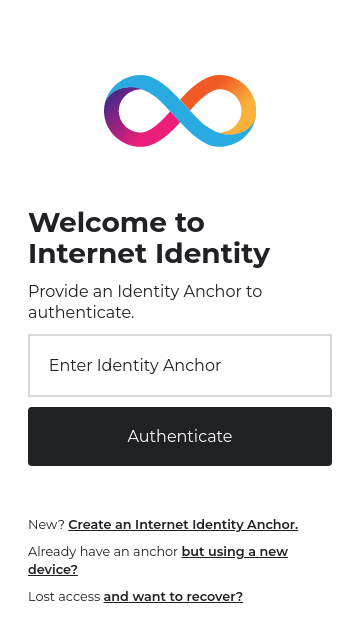 Welcome to
Internet Identity
Provide an Identity Anchor to
authenticate.
Enter Identity Anchor
Authenticate
New? Create an Internet Identity Anchor.
Already have an anchor but using a new
device?
Lost access and want to recover?